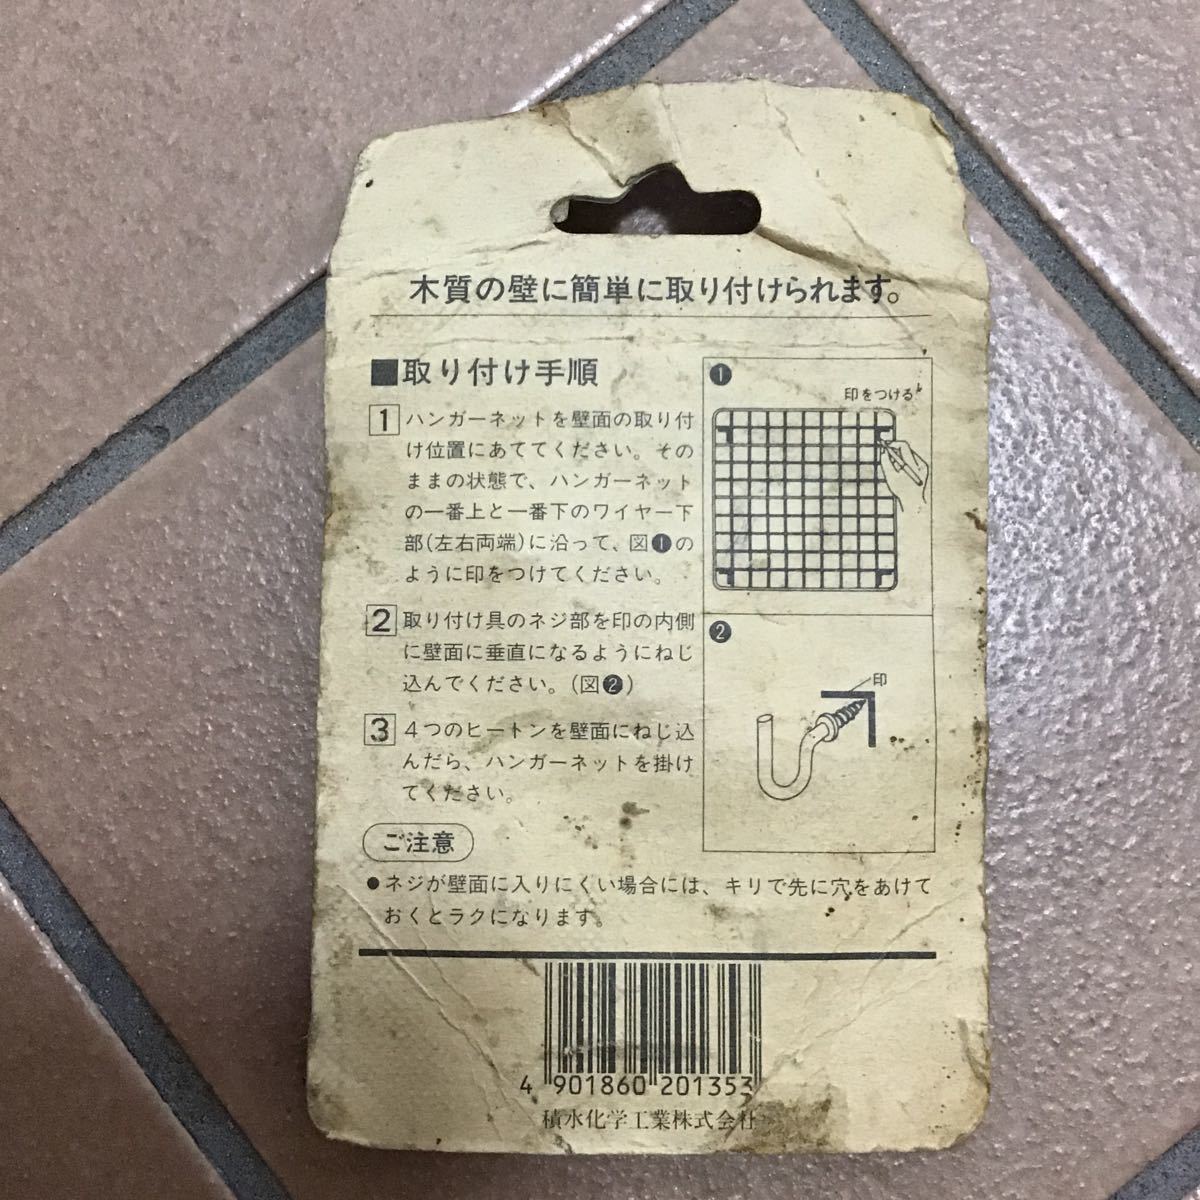 木質の壁に簡単に取り付けられます。
■取り付け手順
1 ハンガーネットを壁面の取り付
け位置にあててください。その
ままの状態で、ハンガーネット
の一番上と一番下のワイヤー下
部(左右両端)に沿って、図❶の
ように印をつけてください。
2 取り付け具のネジ部を印の内側
に壁面に垂直になるようにねじ
込んでください。(図❷)
3 4つのヒートンを壁面にねじ込
んだら、ハンガーネットを掛け
てください。
❶
印をつける
❷
印
ご注意
●ネジが壁面に入りにくい場合には、キリで先に穴をあけて
おくとラクになります。
4 901860 201353
積水化学工業株式会社